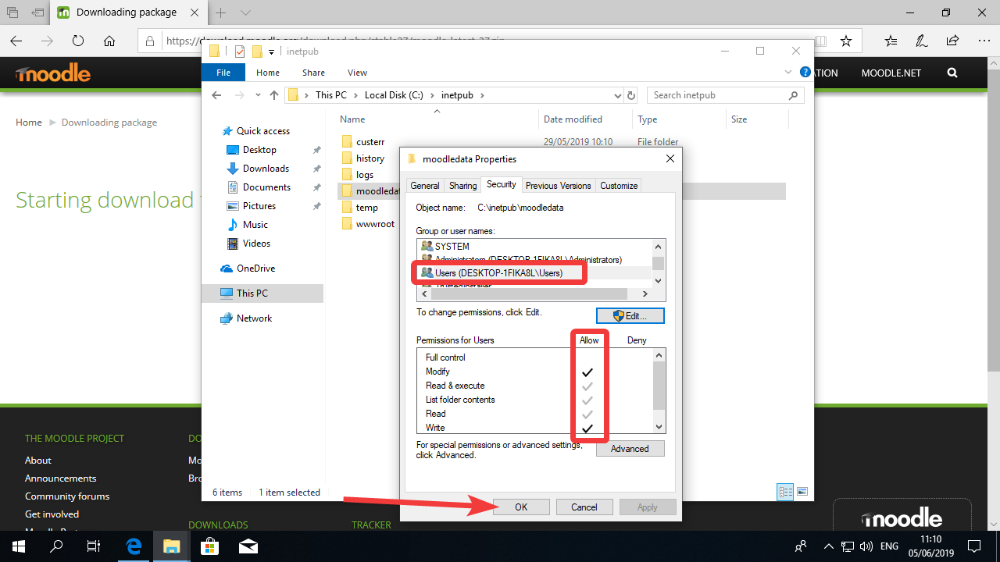 Downloading package
https://download.moodle.org/download.php/stable37/moodle-latest-37.zip
inetpub
File
Home
Share
View
moodle
MOODLE.NET
This PC
Local Disk (C:)
inetpub
Search inetpub
Home
Downloading package
Name
Date modified
Type
Size
Quick access
Desktop
Downloads
Documents
Pictures
Music
Videos
OneDrive
This PC
Network
custerr
29/05/2019 10:10
File folder
history
logs
moodledat
temp
wwwroot
Starting download
moodledata Properties
General
Sharing
Security
Previous Versions
Customize
Object name:
C:\inetpub\moodledata
Group or user names:
SYSTEM
Administrators (DESKTOP-1FIKA8L\Administrators)
Users (DESKTOP-1FIKA8L\Users)
TrustedInstaller
To change permissions, click Edit.
Edit...
Permissions for Users
Allow
Deny
Full control
Modify
Read & execute
List folder contents
Read
Write
For special permissions or advanced settings,
click Advanced.
Advanced
OK
Cancel
Apply
6 items
1 item selected
THE MOODLE PROJECT
About
Announcements
Community forums
Get involved
DOWNLOADS
TRACKER
moodle
ENG
11:10
05/06/2019